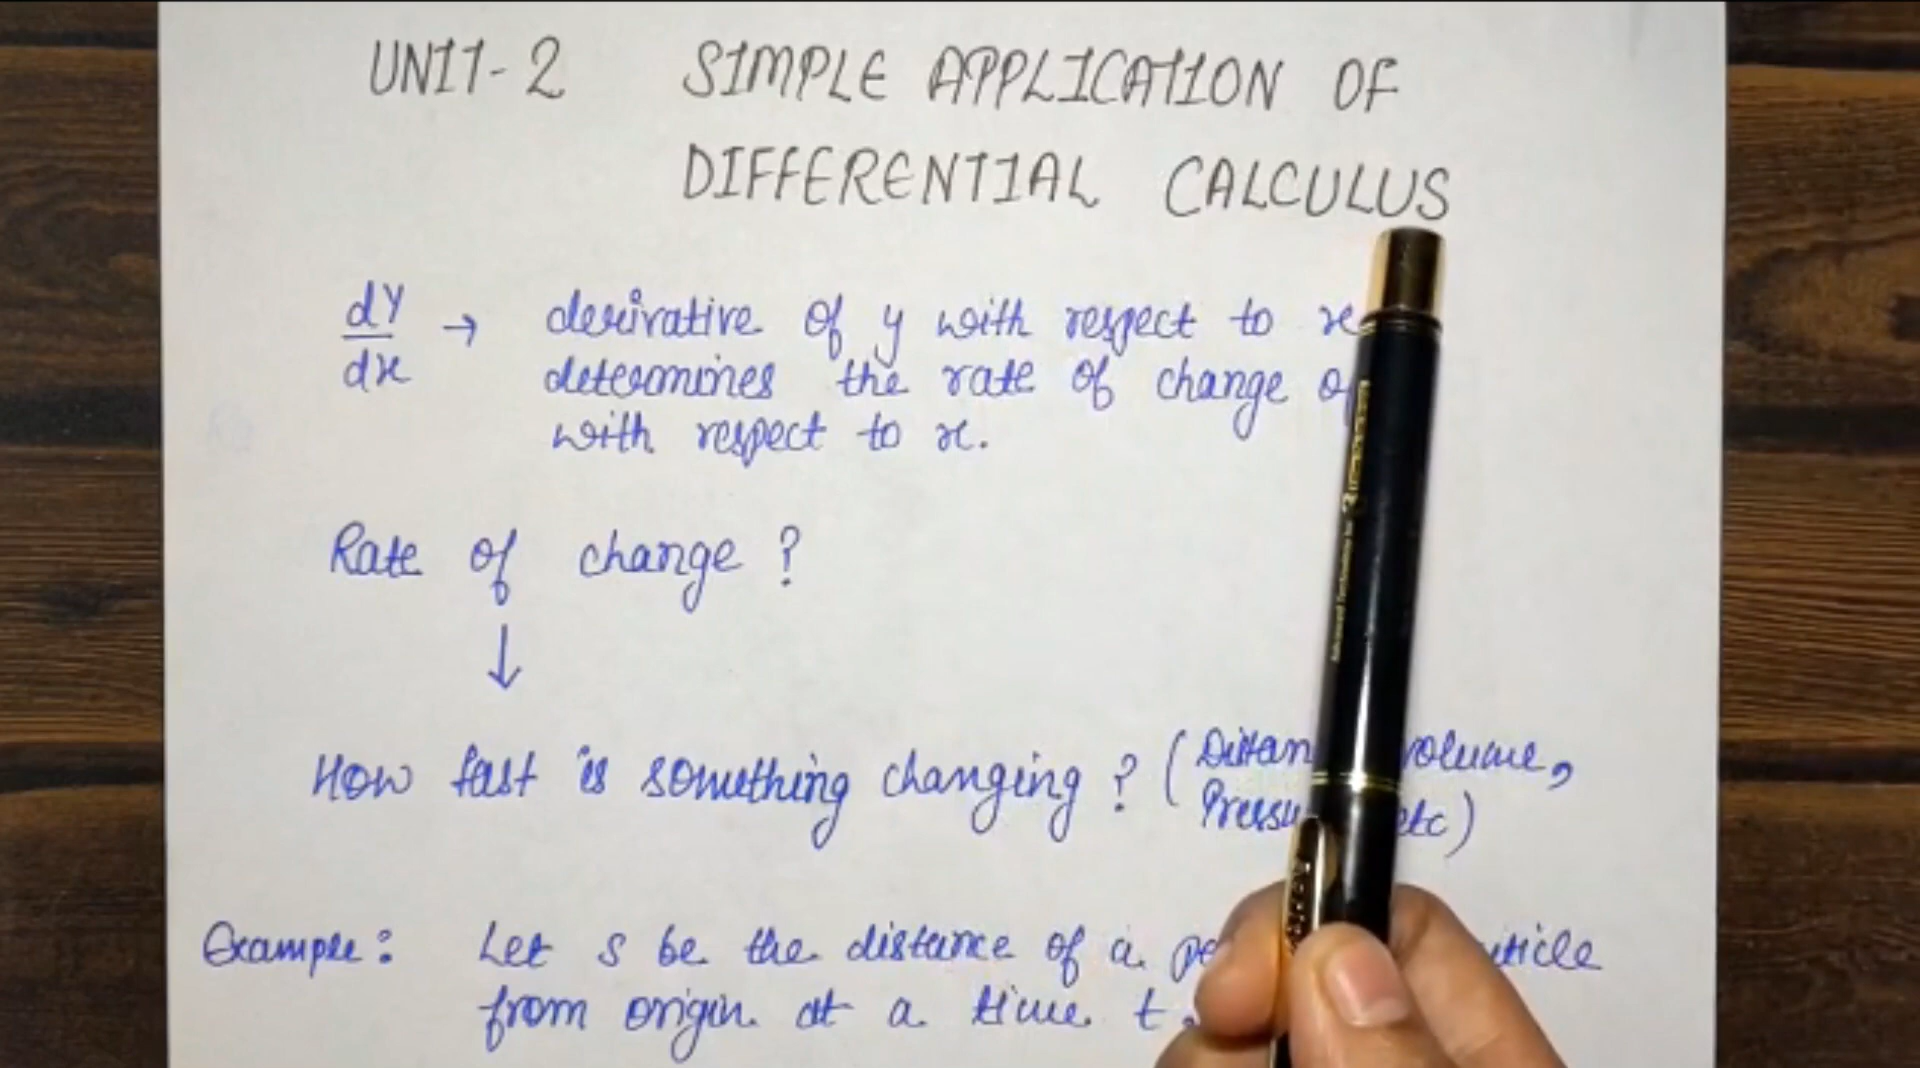 UNIT-2 SIMPLE APPLICATION OF
DIFFERENTIAL CALCULUS
dy/dx → derivative of y with respect to x
determines the rate of change of
with respect to x.
Rate of change ?
↓
How fast is something changing ? (
volume,
etc)
Example: Let s be the distance of a
from origin at a time t.